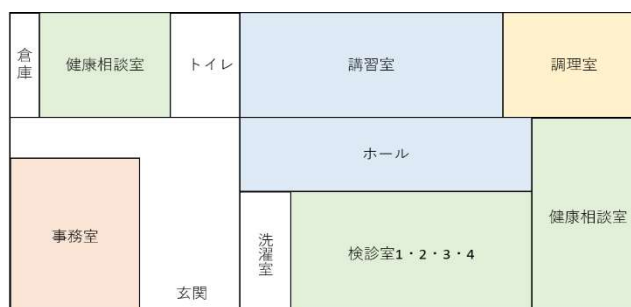 倉庫
健康相談室
トイレ
講習室
調理室
ホール
事務室
玄関
洗濯室
検診室1・2・3・4
健康相談室